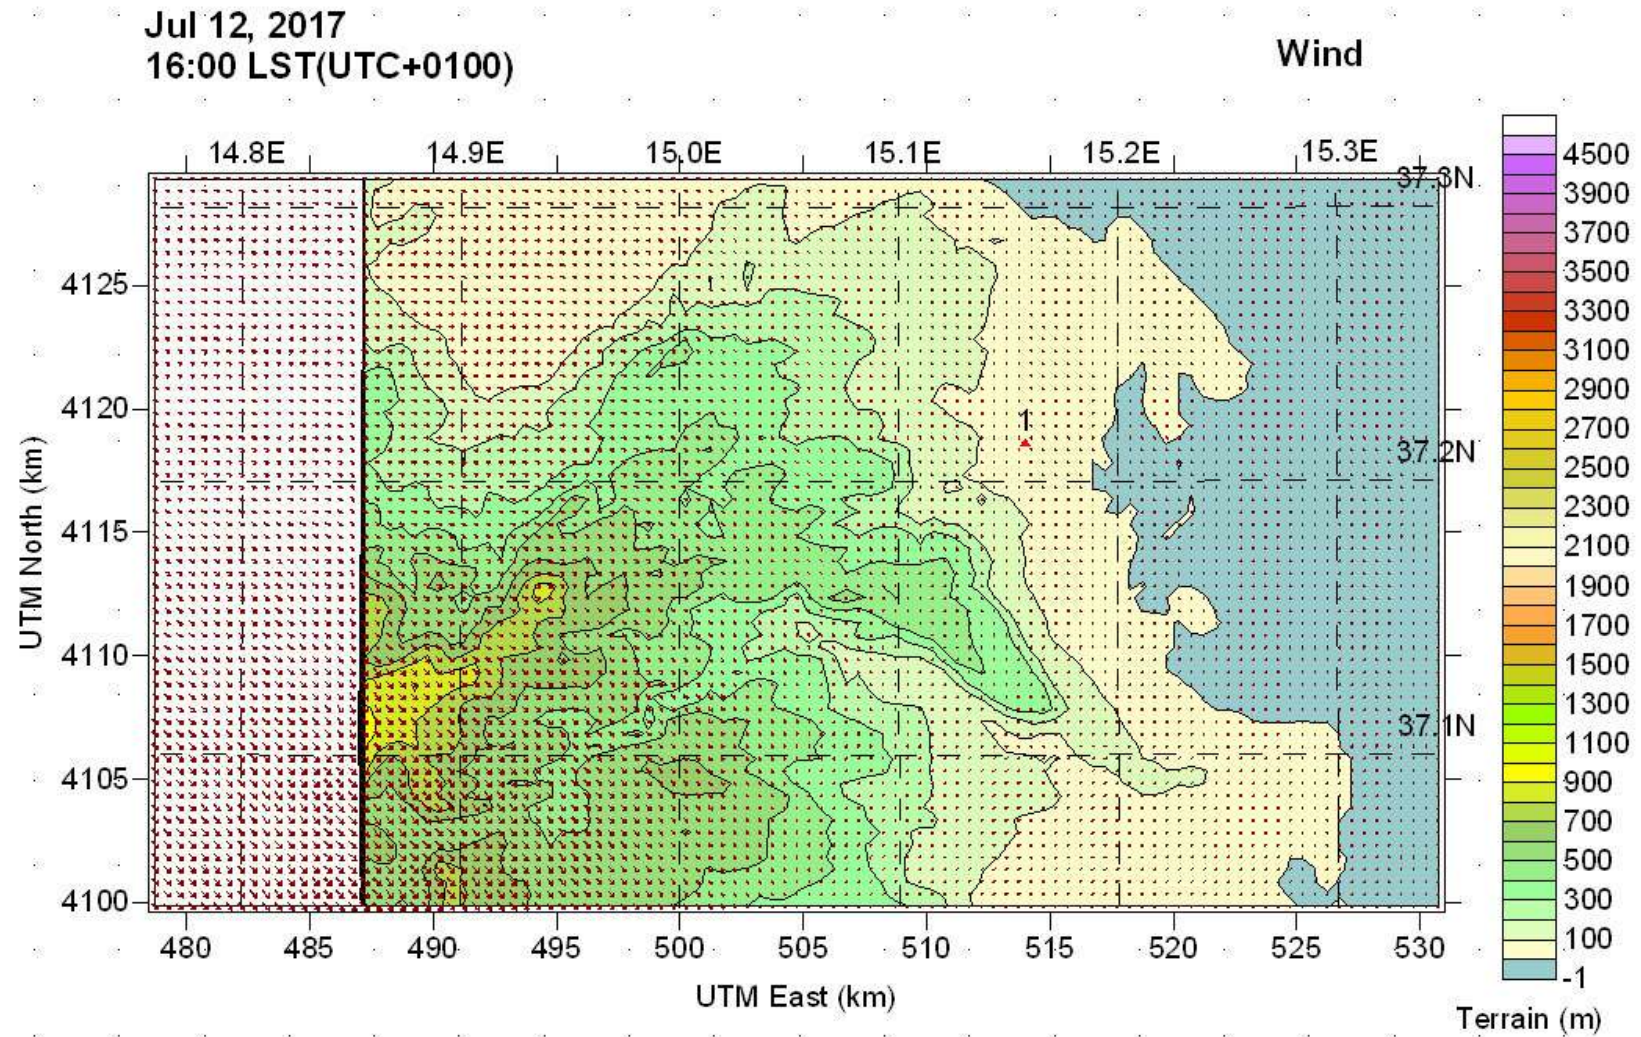 Jul 12, 2017
16:00 LST(UTC+0100)
Wind
14.8E 14.9E 15.0E 15.1E 15.2E 15.3E
37.3N
37.2N
37.1N
1
4125
4120
4115
4110
4105
4100
UTM North (km)
480 485 490 495 500 505 510 515 520 525 530
UTM East (km)
4500
3900
3700
3500
3300
3100
2900
2700
2500
2300
2100
1900
1700
1500
1300
1100
900
700
500
300
100
-1
Terrain (m)